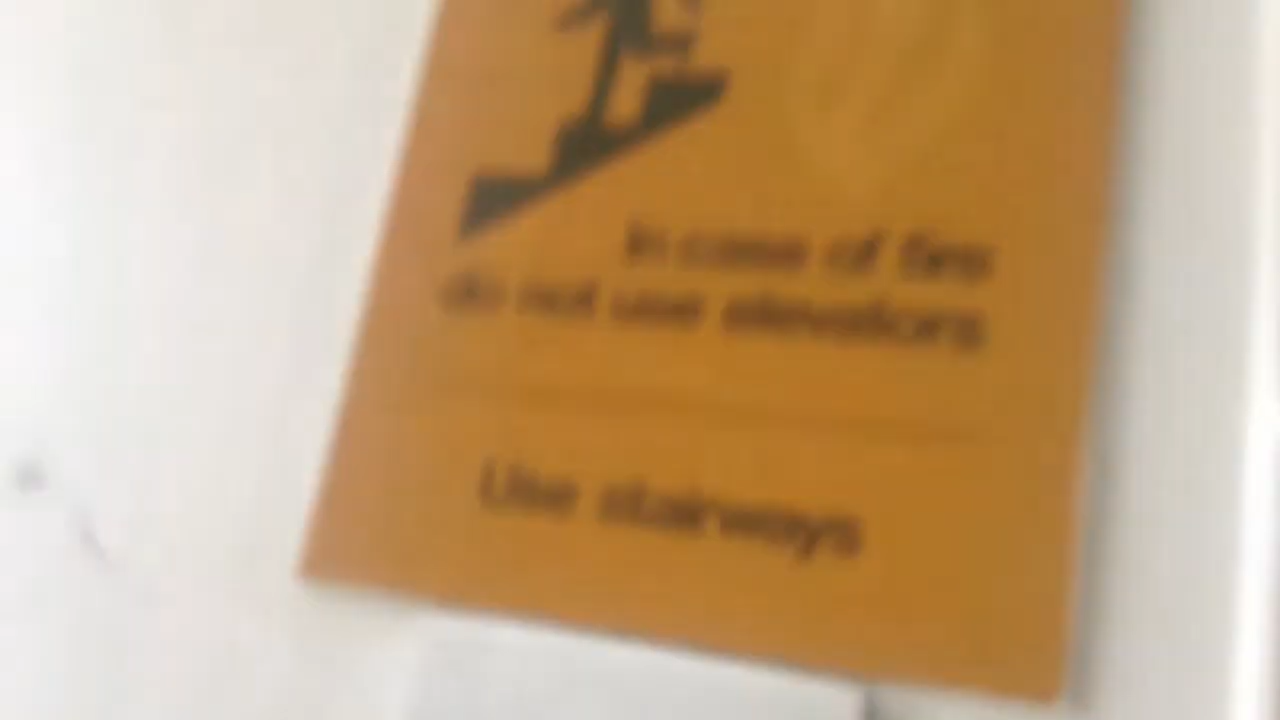 In case of fire
do not use elevators
Use stairways